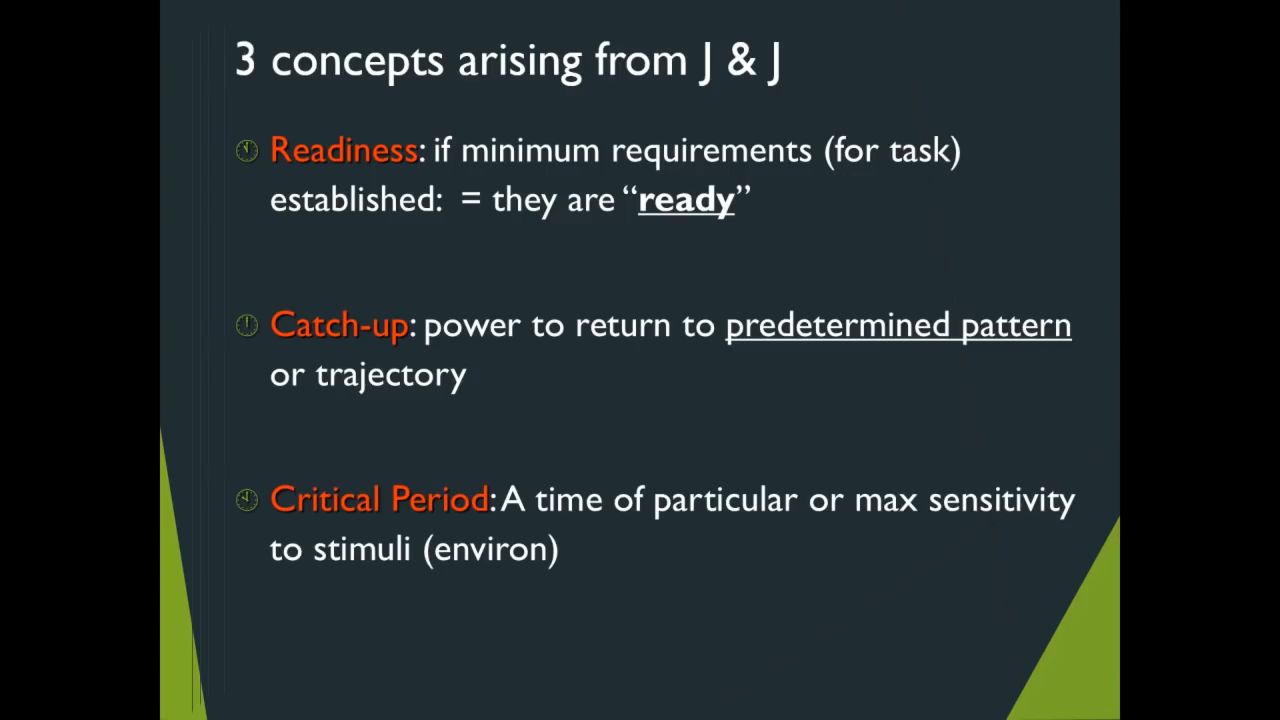 3 concepts arising from J & J
Readiness: if minimum requirements (for task)
established:  = they are “ready”
Catch-up: power to return to predetermined pattern
or trajectory
Critical Period: A time of particular or max sensitivity
to stimuli (environ)